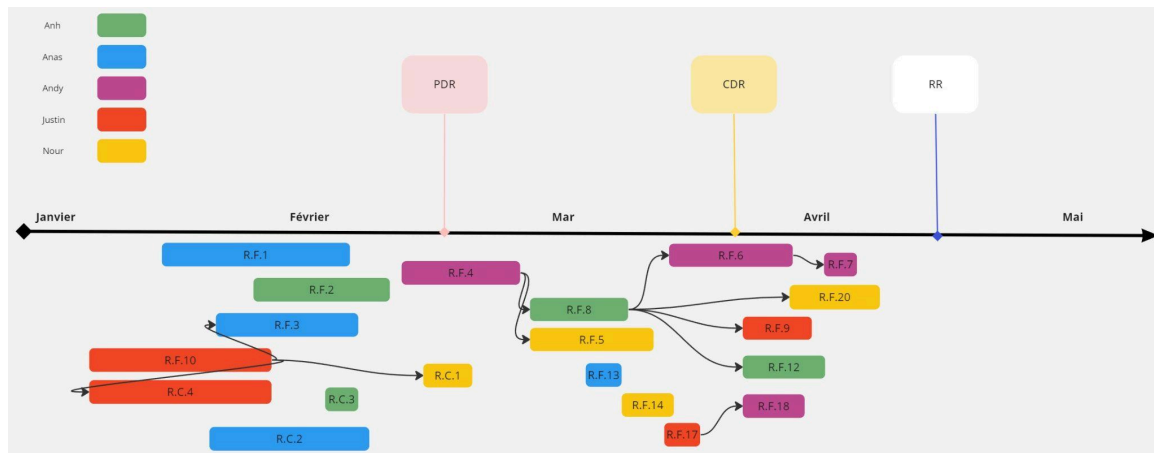 Anh
Anas
Andy
Justin
Nour
PDR
CDR
RR
Janvier
Février
Mar
Avril
Mai
R.F.1
R.F.2
R.F.3
R.F.10
R.C.4
R.C.3
R.C.2
R.F.4
R.C.1
R.F.8
R.F.5
R.F.13
R.F.14
R.F.17
R.F.6
R.F.7
R.F.20
R.F.9
R.F.12
R.F.18